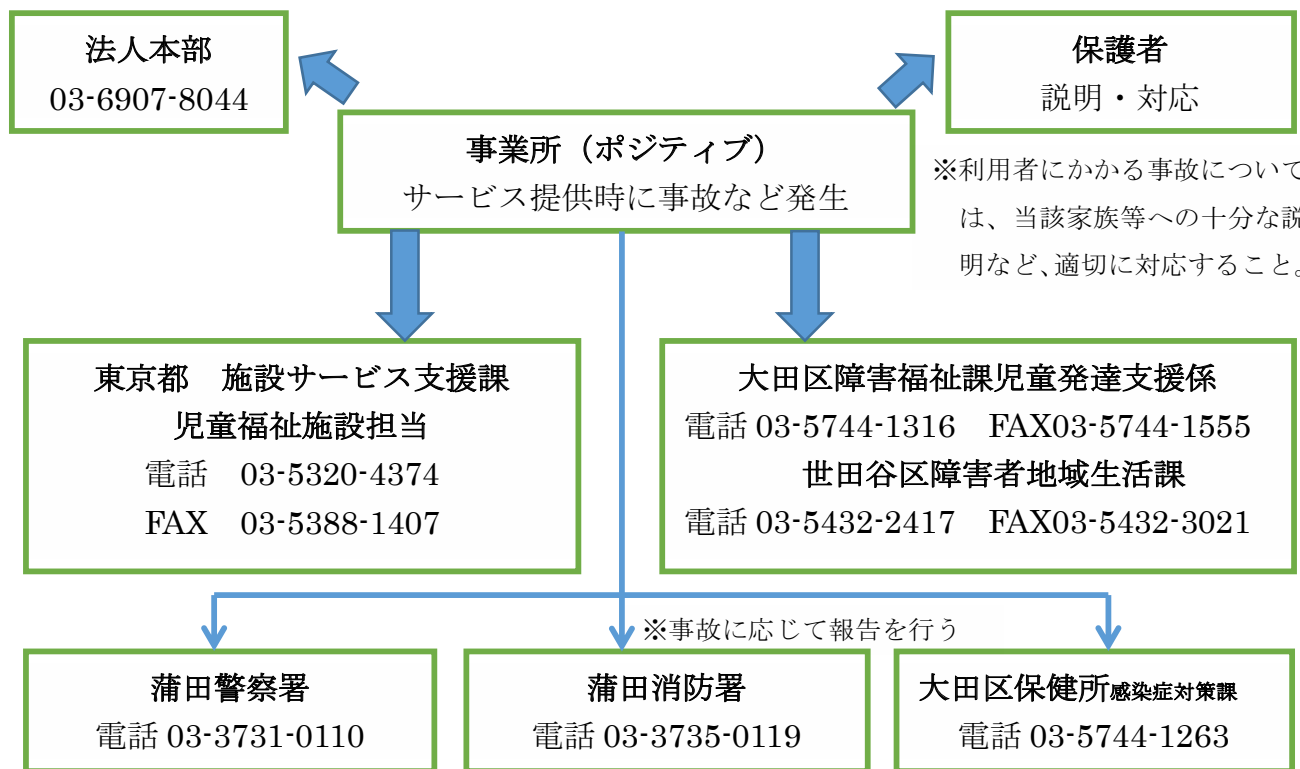 法人本部
03-6907-8044
保護者
説明・対応
事業所（ポジティブ）
サービス提供時に事故など発生
※利用者にかかる事故について
は、当該家族等への十分な説
明など、適切に対応すること。
東京都　施設サービス支援課
児童福祉施設担当
電話　03-5320-4374
FAX　03-5388-1407
大田区障害福祉課児童発達支援係
電話 03-5744-1316　FAX03-5744-1555
世田谷区障害者地域生活課
電話 03-5432-2417　FAX03-5432-3021
※事故に応じて報告を行う
蒲田警察署
電話 03-3731-0110
蒲田消防署
電話 03-3735-0119
大田区保健所感染症対策課
電話 03-5744-1263